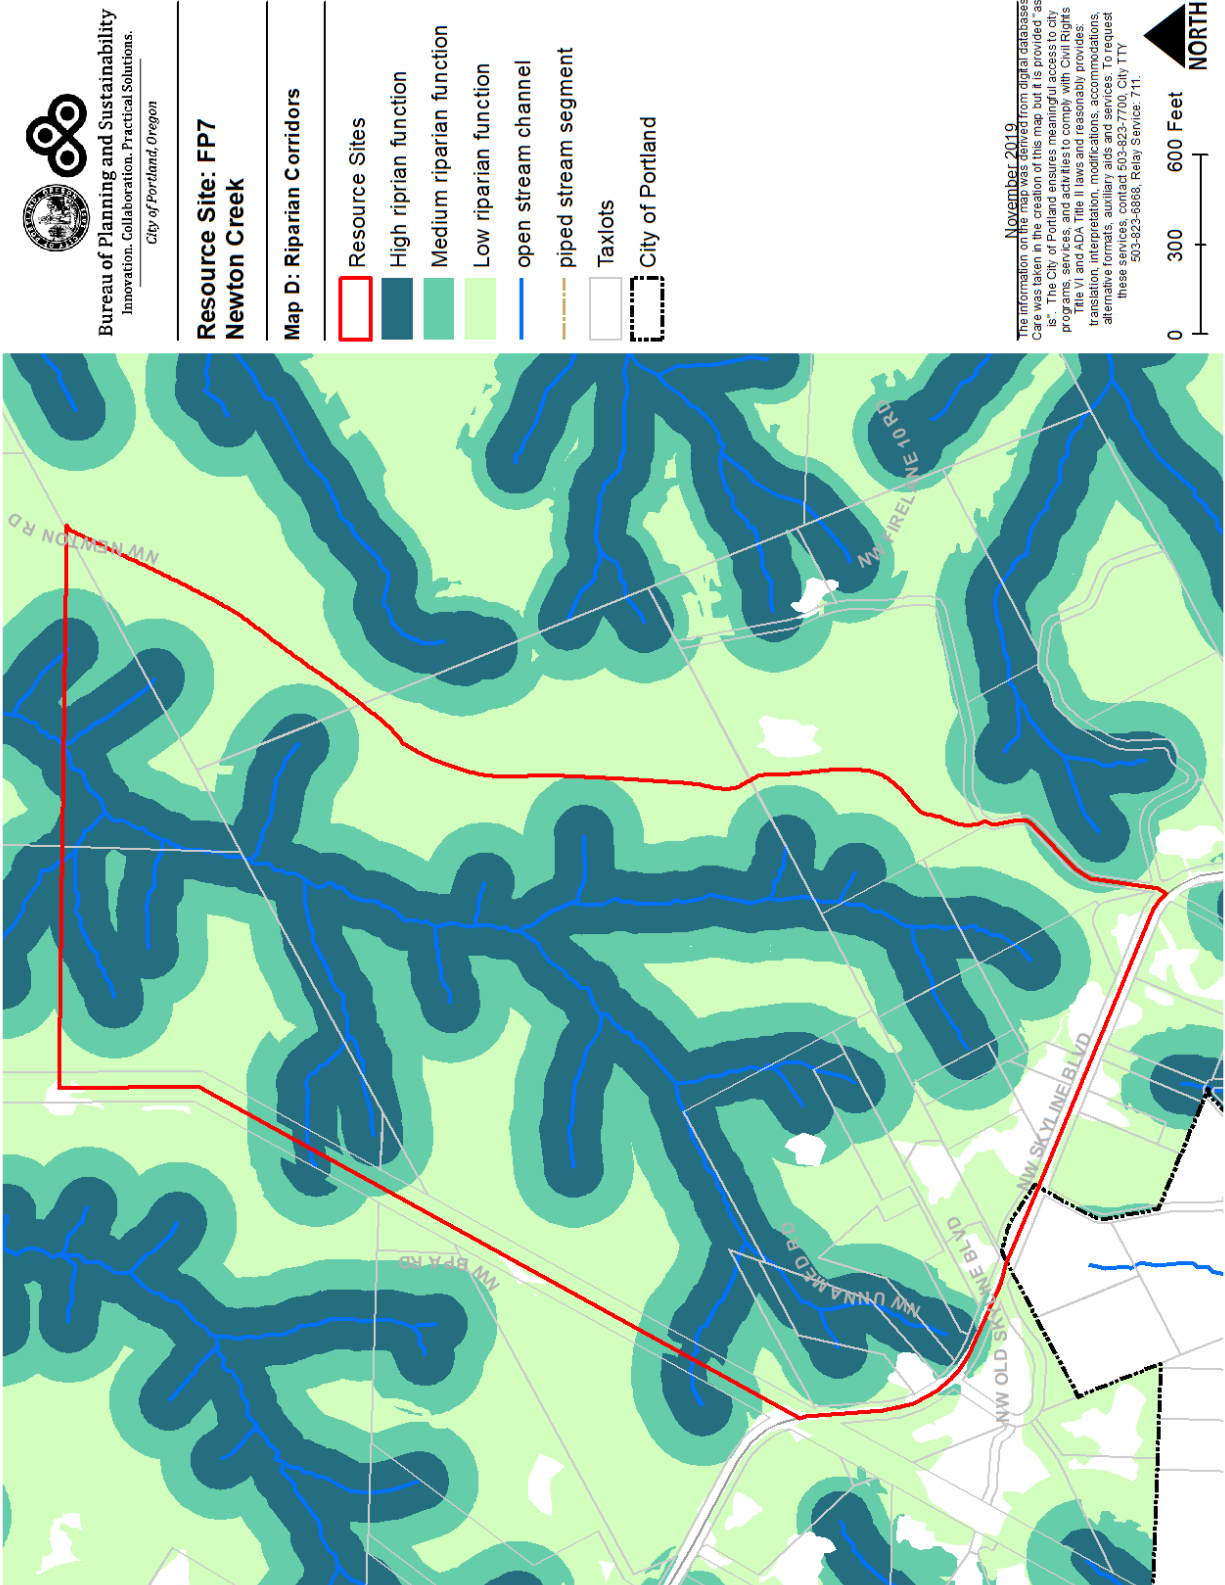 Bureau of Planning and Sustainability
Innovation. Collaboration. Practical Solutions.
City of Portland, Oregon
Resource Site: FP7
Newton Creek
Map D: Riparian Corridors
Resource Sites
High riprian function
Medium riparian function
Low riparian function
open stream channel
piped stream segment
Taxlots
City of Portland
November 2019
The information on the map was derived from digital databases
Care was taken in the creation of this map but it is provided "as
is". The City of Portland ensures meaningful access to city
programs, services, and activities to comply with Civil Rights
Title VI and ADA Title II laws and reasonably provides:
translation, interpretation, modifications, accommodations,
alternative formats, auxiliary aids and services. To request
these services, contact 503-823-7700, City TTY
503-823-6868, Relay Service: 711.
0 300 600 Feet
NORTH
NW NEWTON RD
NW FIRELANE 10 RD
NW BPA RD
NW UNNAMED RD
NW SKYLINE BLVD
NW OLD SKYLINE BLVD